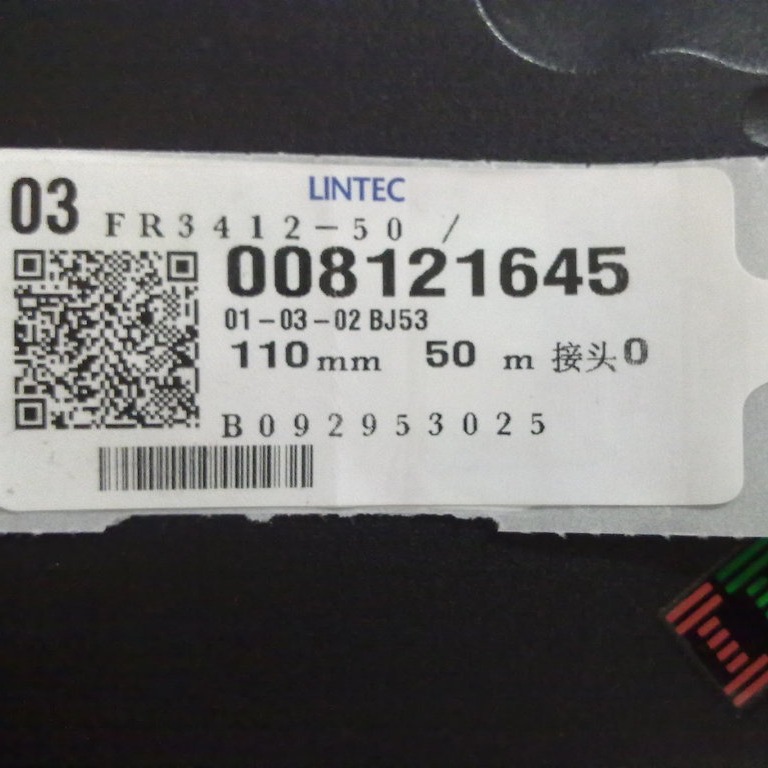 LINTEC
03 FR3412-50 /
008121645
01-03-02 BJ53
110mm 50 m 接头0
B092953025